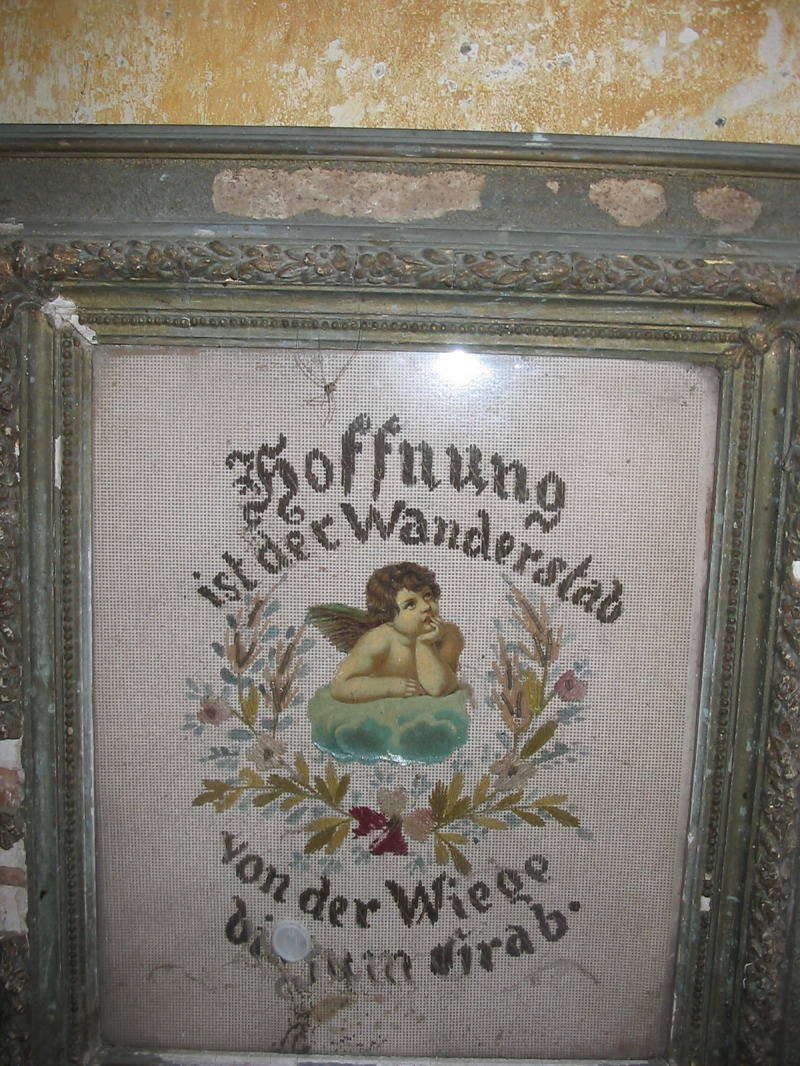 Hoffnung
ist der Wanderstab
von der Wiege
bis zum Grab.